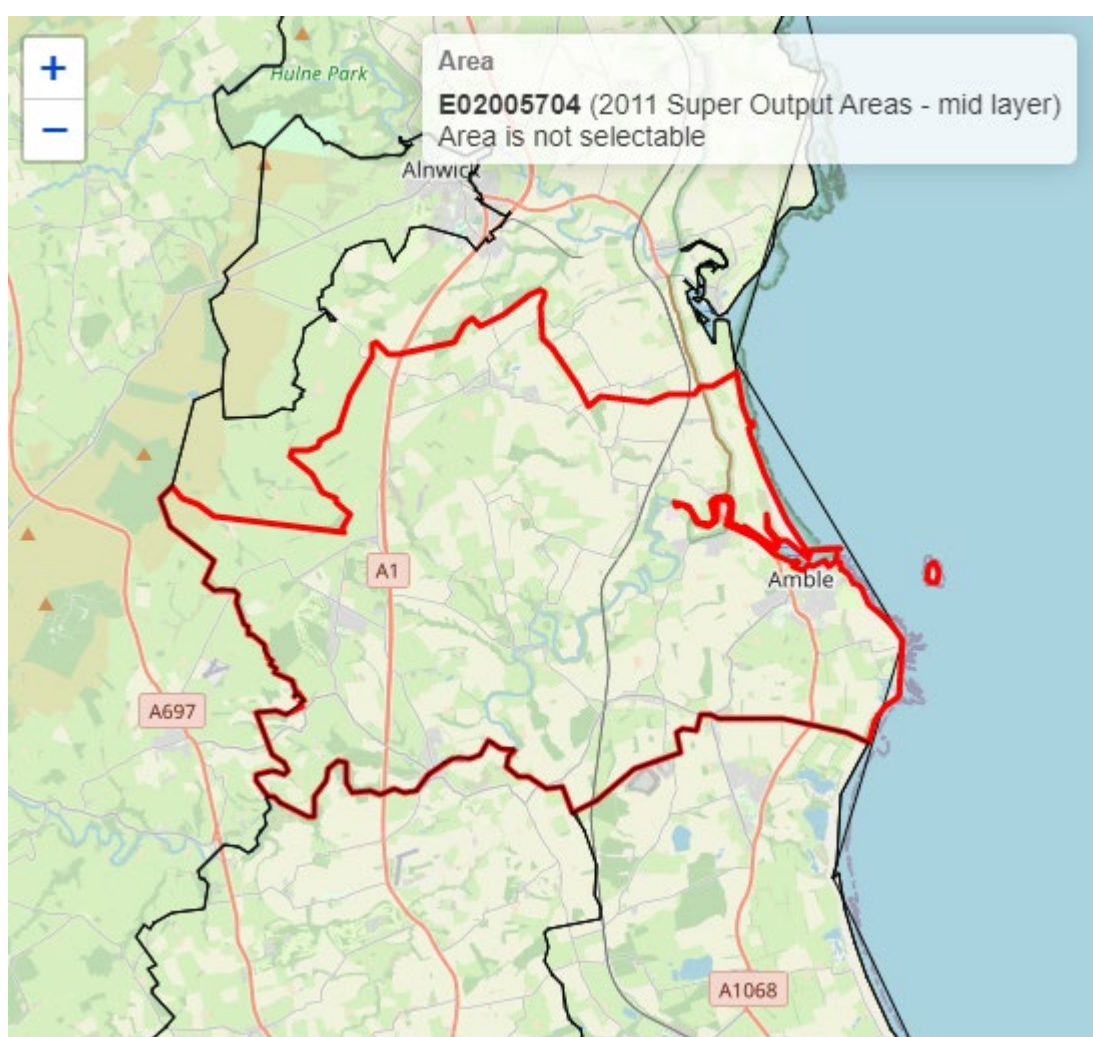 +
−
Hulne Park
Area
E02005704 (2011 Super Output Areas - mid layer)
Area is not selectable
Alnwick
A1
Amble
A697
A1068